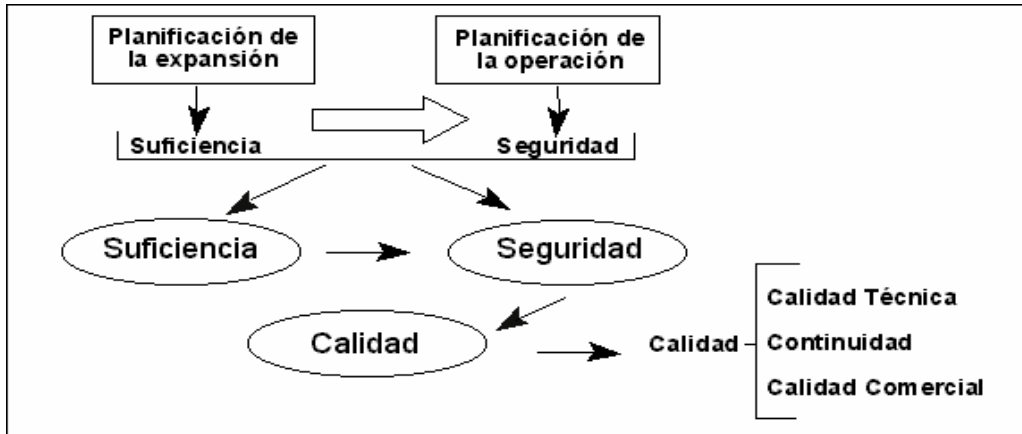 Planificación de
la expansión
Planificación de
la operación
Suficiencia
Seguridad
Suficiencia
Seguridad
Calidad
Calidad
Calidad Técnica
Continuidad
Calidad Comercial